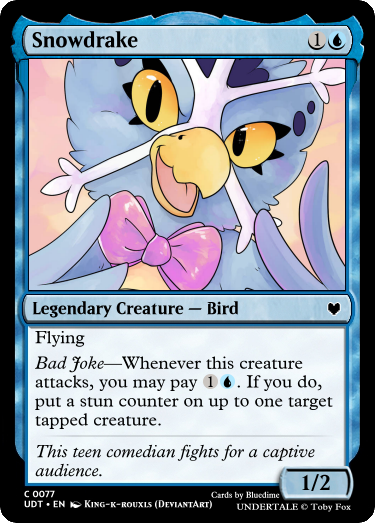 Snowdrake 1
Legendary Creature — Bird
Flying
Bad Joke—Whenever this creature
attacks, you may pay 1. If you do,
put a stun counter on up to one target
tapped creature.
This teen comedian fights for a captive
audience.
1/2
C 0077
UDT • EN King-k-rouxls (DeviantArt)
Cards by Bluedime
UNDERTALE © Toby Fox